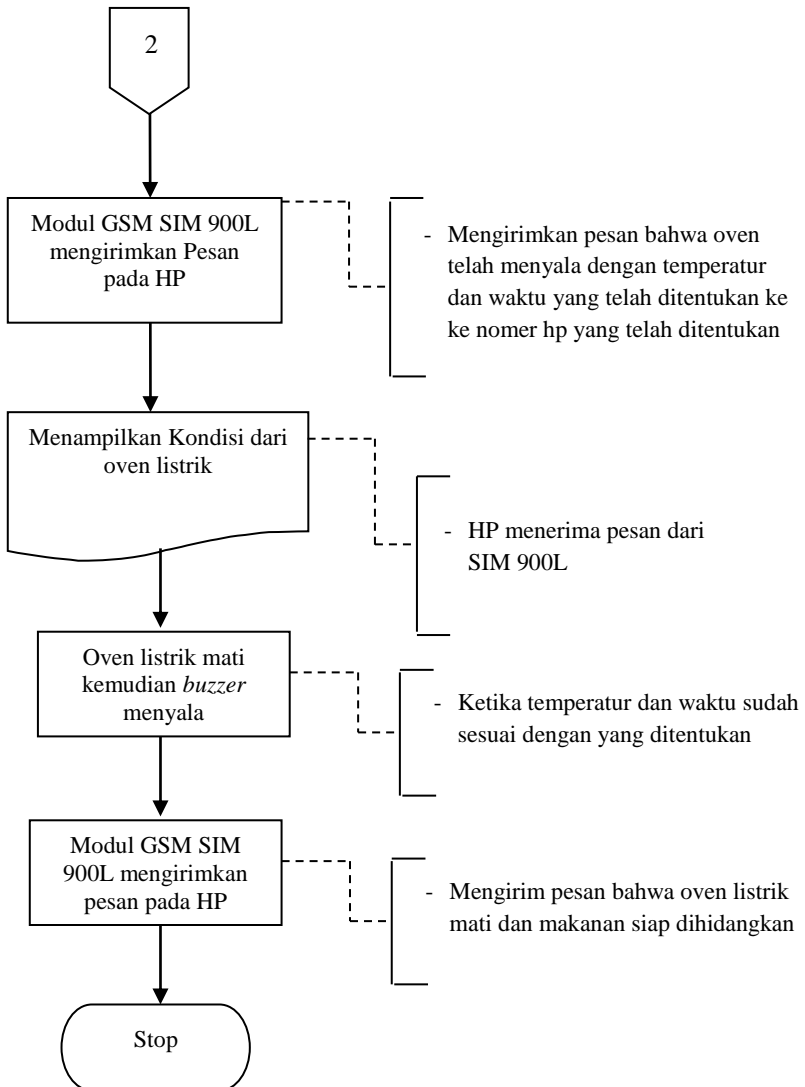 2
Modul GSM SIM 900L
mengirimkan Pesan
pada HP
- Mengirimkan pesan bahwa oven
telah menyala dengan temperatur
dan waktu yang telah ditentukan ke
ke nomer hp yang telah ditentukan
Menampilkan Kondisi dari
oven listrik
- HP menerima pesan dari
SIM 900L
Oven listrik mati
kemudian buzzer
menyala
- Ketika temperatur dan waktu sudah
sesuai dengan yang ditentukan
Modul GSM SIM
900L mengirimkan
pesan pada HP
- Mengirim pesan bahwa oven listrik
mati dan makanan siap dihidangkan
Stop